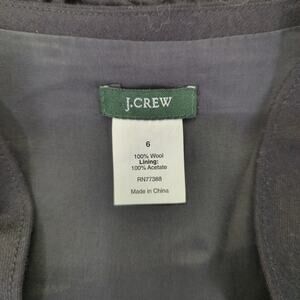 J.CREW
6
100% Wool
Lining:
100% Acetate
RN77388
Made in China